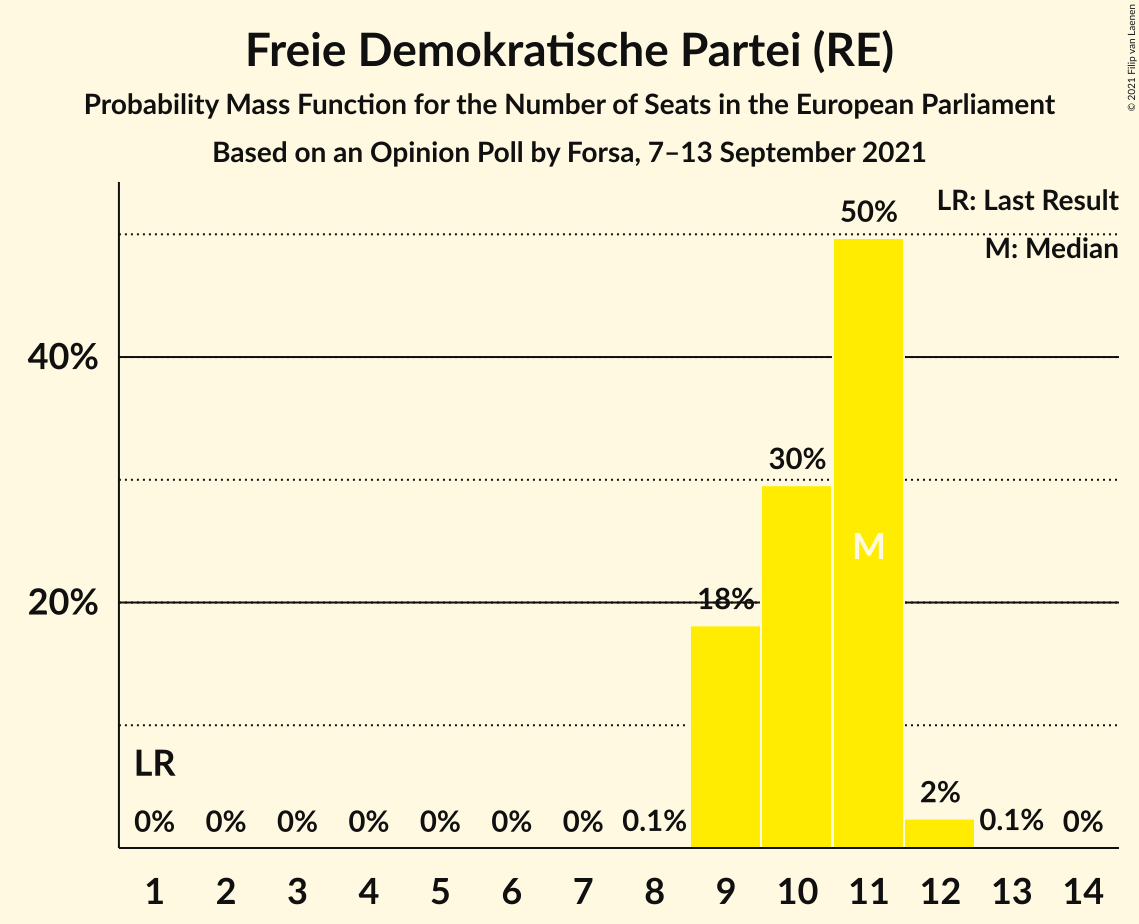 Freie Demokratische Partei (RE)
Probability Mass Function for the Number of Seats in the European Parliament
Based on an Opinion Poll by Forsa, 7–13 September 2021
© 2021 Filip van Laenen
LR: Last Result
M: Median
50%
40%
30%
M
20%
18%
LR
0% 0% 0% 0% 0% 0% 0% 0.1% 2% 0.1% 0%
1 2 3 4 5 6 7 8 9 10 11 12 13 14